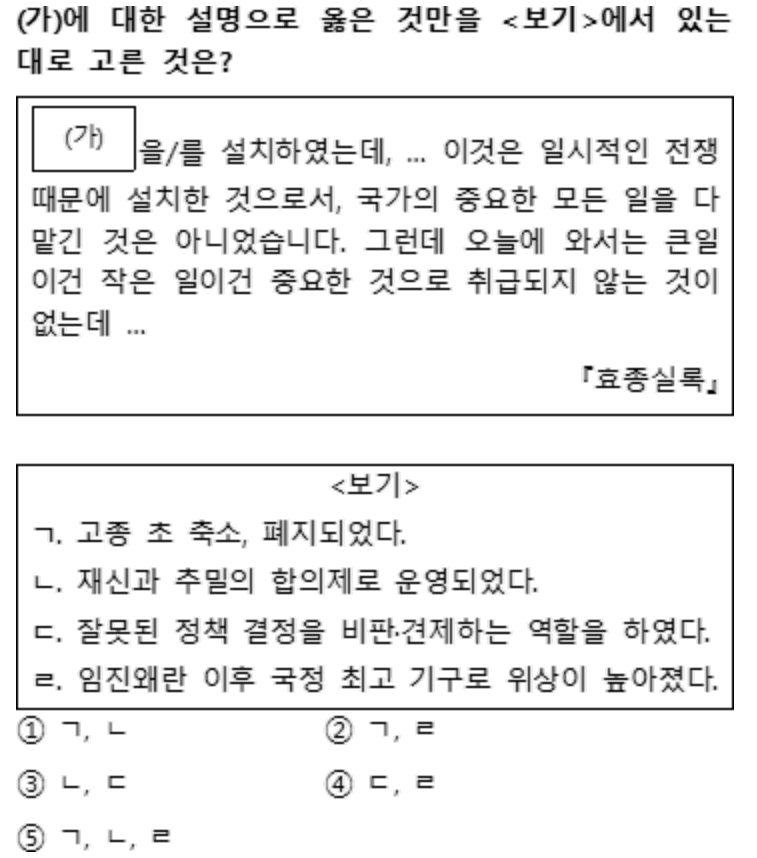 (가)에 대한 설명으로 옳은 것만을 <보기>에서 있는
대로 고른 것은?
(가)
을/를 설치하였는데, ... 이것은 일시적인 전쟁
때문에 설치한 것으로서, 국가의 중요한 모든 일을 다
맡긴 것은 아니었습니다. 그런데 오늘에 와서는 큰일
이건 작은 일이건 중요한 것으로 취급되지 않는 것이
없는데 ...
『효종실록』
<보기>
ㄱ. 고종 초 축소, 폐지되었다.
ㄴ. 재신과 추밀의 합의제로 운영되었다.
ㄷ. 잘못된 정책 결정을 비판·견제하는 역할을 하였다.
ㄹ. 임진왜란 이후 국정 최고 기구로 위상이 높아졌다.
① ㄱ, ㄴ ② ㄱ, ㄹ
③ ㄴ, ㄷ ④ ㄷ, ㄹ
⑤ ㄱ, ㄴ, ㄹ